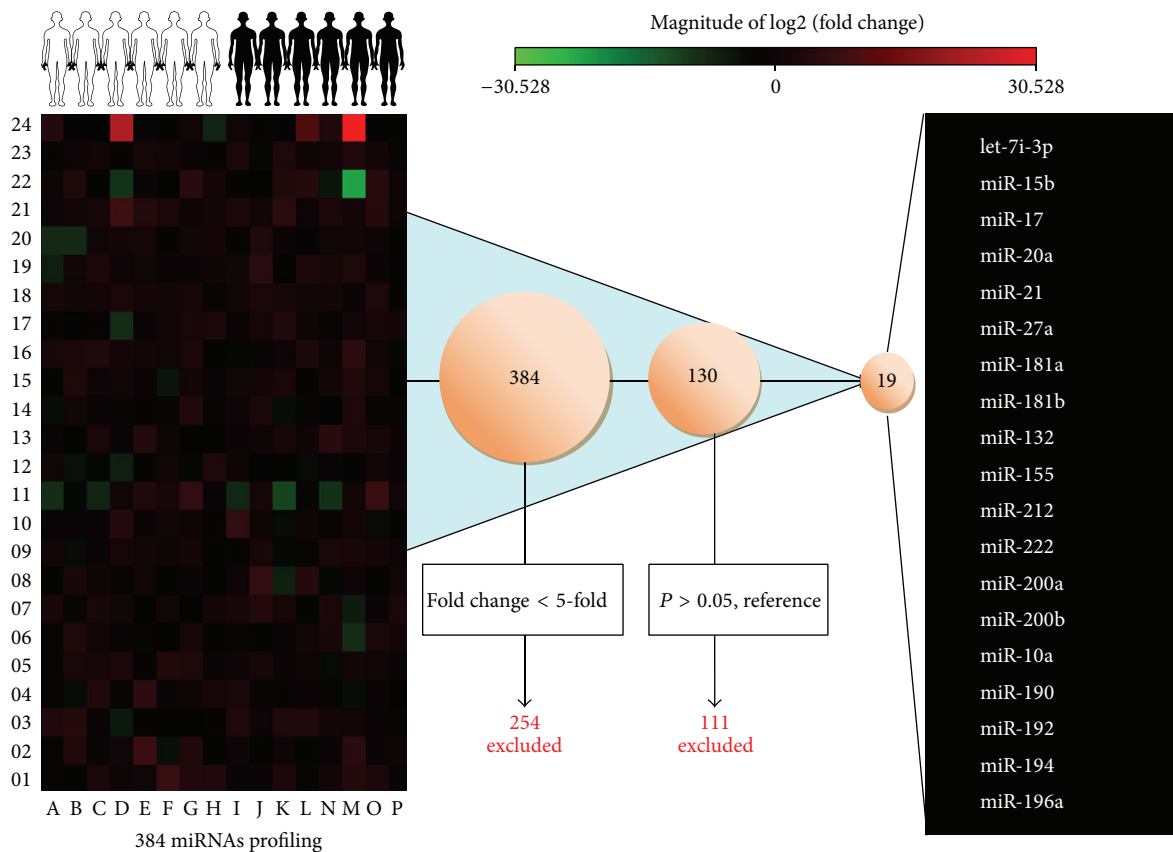 Magnitude of log2 (fold change)
−30.528
0
30.528
24
23
22
21
20
19
18
17
16
15
14
13
12
11
10
09
08
07
06
05
04
03
02
01
A B C D E F G H I J K L N M O P
384 miRNAs profiling
384
130
19
Fold change < 5-fold
P > 0.05, reference
254
excluded
111
excluded
let-7i-3p
miR-15b
miR-17
miR-20a
miR-21
miR-27a
miR-181a
miR-181b
miR-132
miR-155
miR-212
miR-222
miR-200a
miR-200b
miR-10a
miR-190
miR-192
miR-194
miR-196a